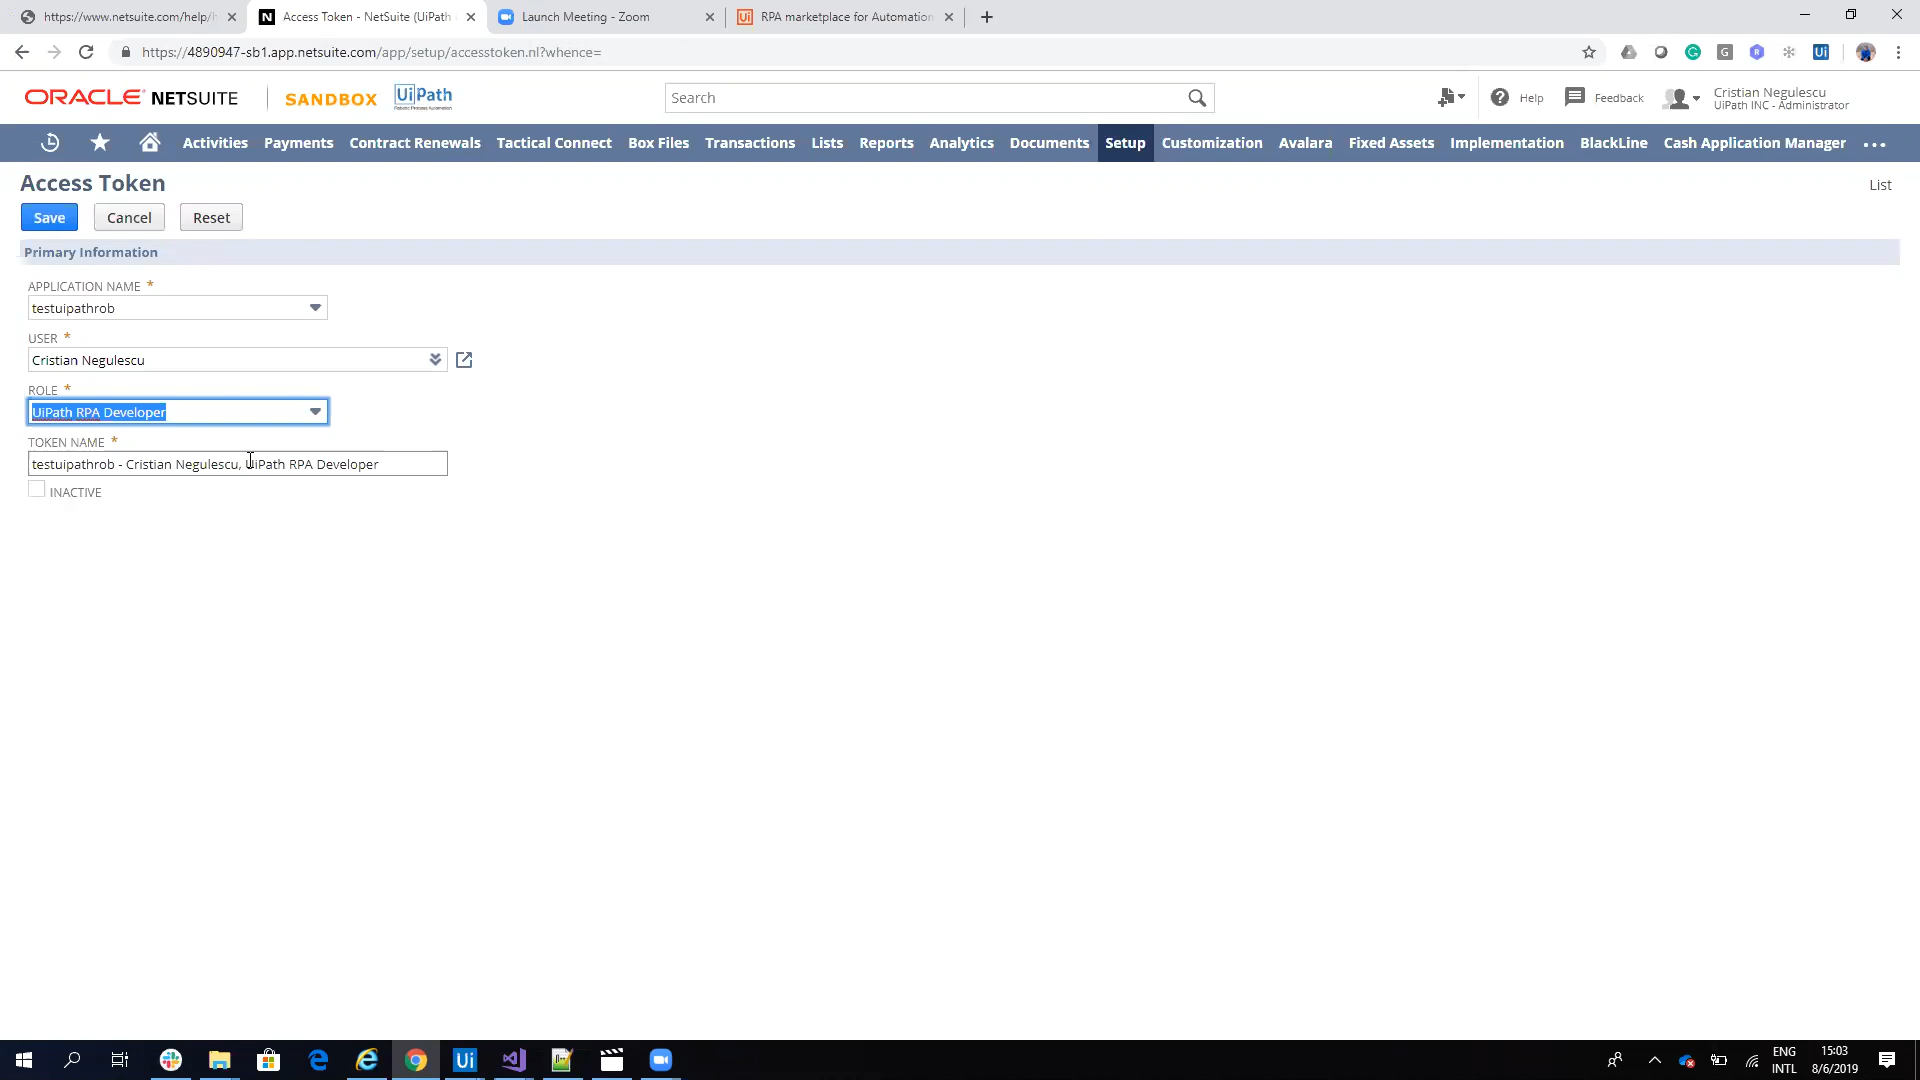 https://www.netsuite.com/help/h
Access Token - NetSuite (UiPath
Launch Meeting - Zoom
RPA marketplace for Automation
https://4890947-sb1.app.netsuite.com/app/setup/accesstoken.nl?whence=
ORACLE NETSUITE
SANDBOX
UiPath
Robotic Process Automation
Search
Help
Feedback
Cristian Negulescu
UiPath INC - Administrator
Activities Payments Contract Renewals Tactical Connect Box Files Transactions Lists Reports Analytics Documents Setup Customization Avalara Fixed Assets Implementation BlackLine Cash Application Manager
Access Token
List
Save Cancel Reset
Primary Information
APPLICATION NAME *
testuipathrob
USER *
Cristian Negulescu
ROLE *
UiPath RPA Developer
TOKEN NAME *
testuipathrob - Cristian Negulescu, UiPath RPA Developer
INACTIVE
ENG
INTL
15:03
8/6/2019